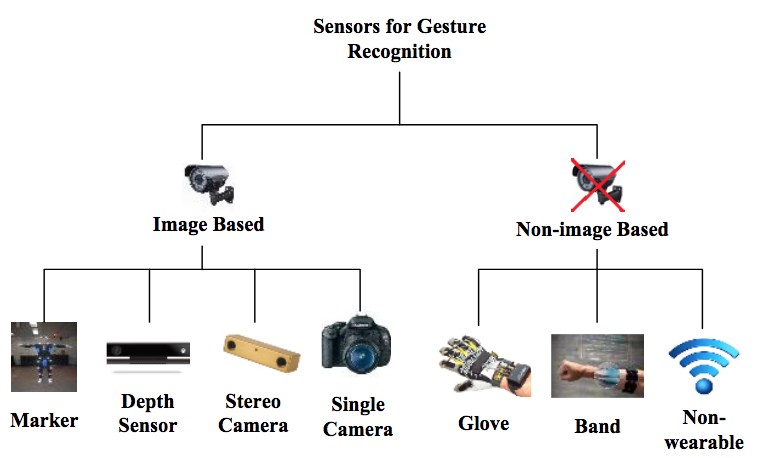 Sensors for Gesture
Recognition
Image Based
Non-image Based
Marker
Depth
Sensor
Stereo
Camera
Single
Camera
Glove
Band
Non-
wearable